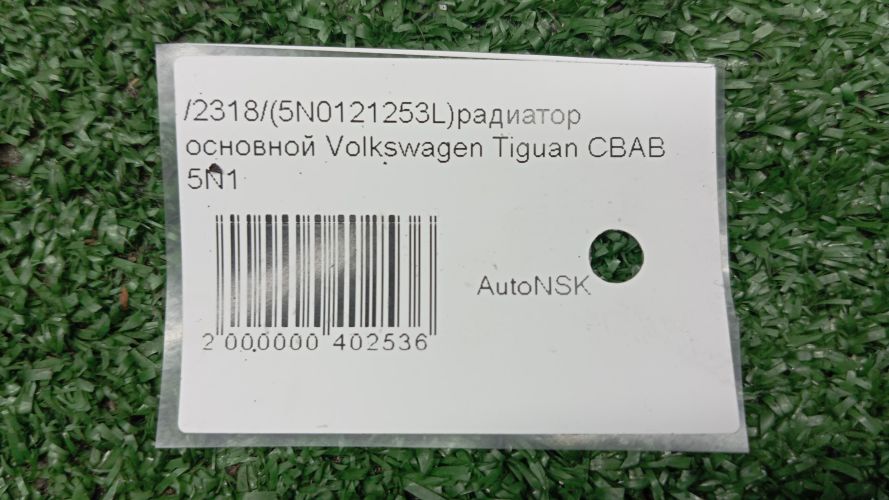 /2318/(5N0121253L)радиатор
основной Volkswagen Tiguan CBAB
5N1
AutoNSK
2 000000 402536